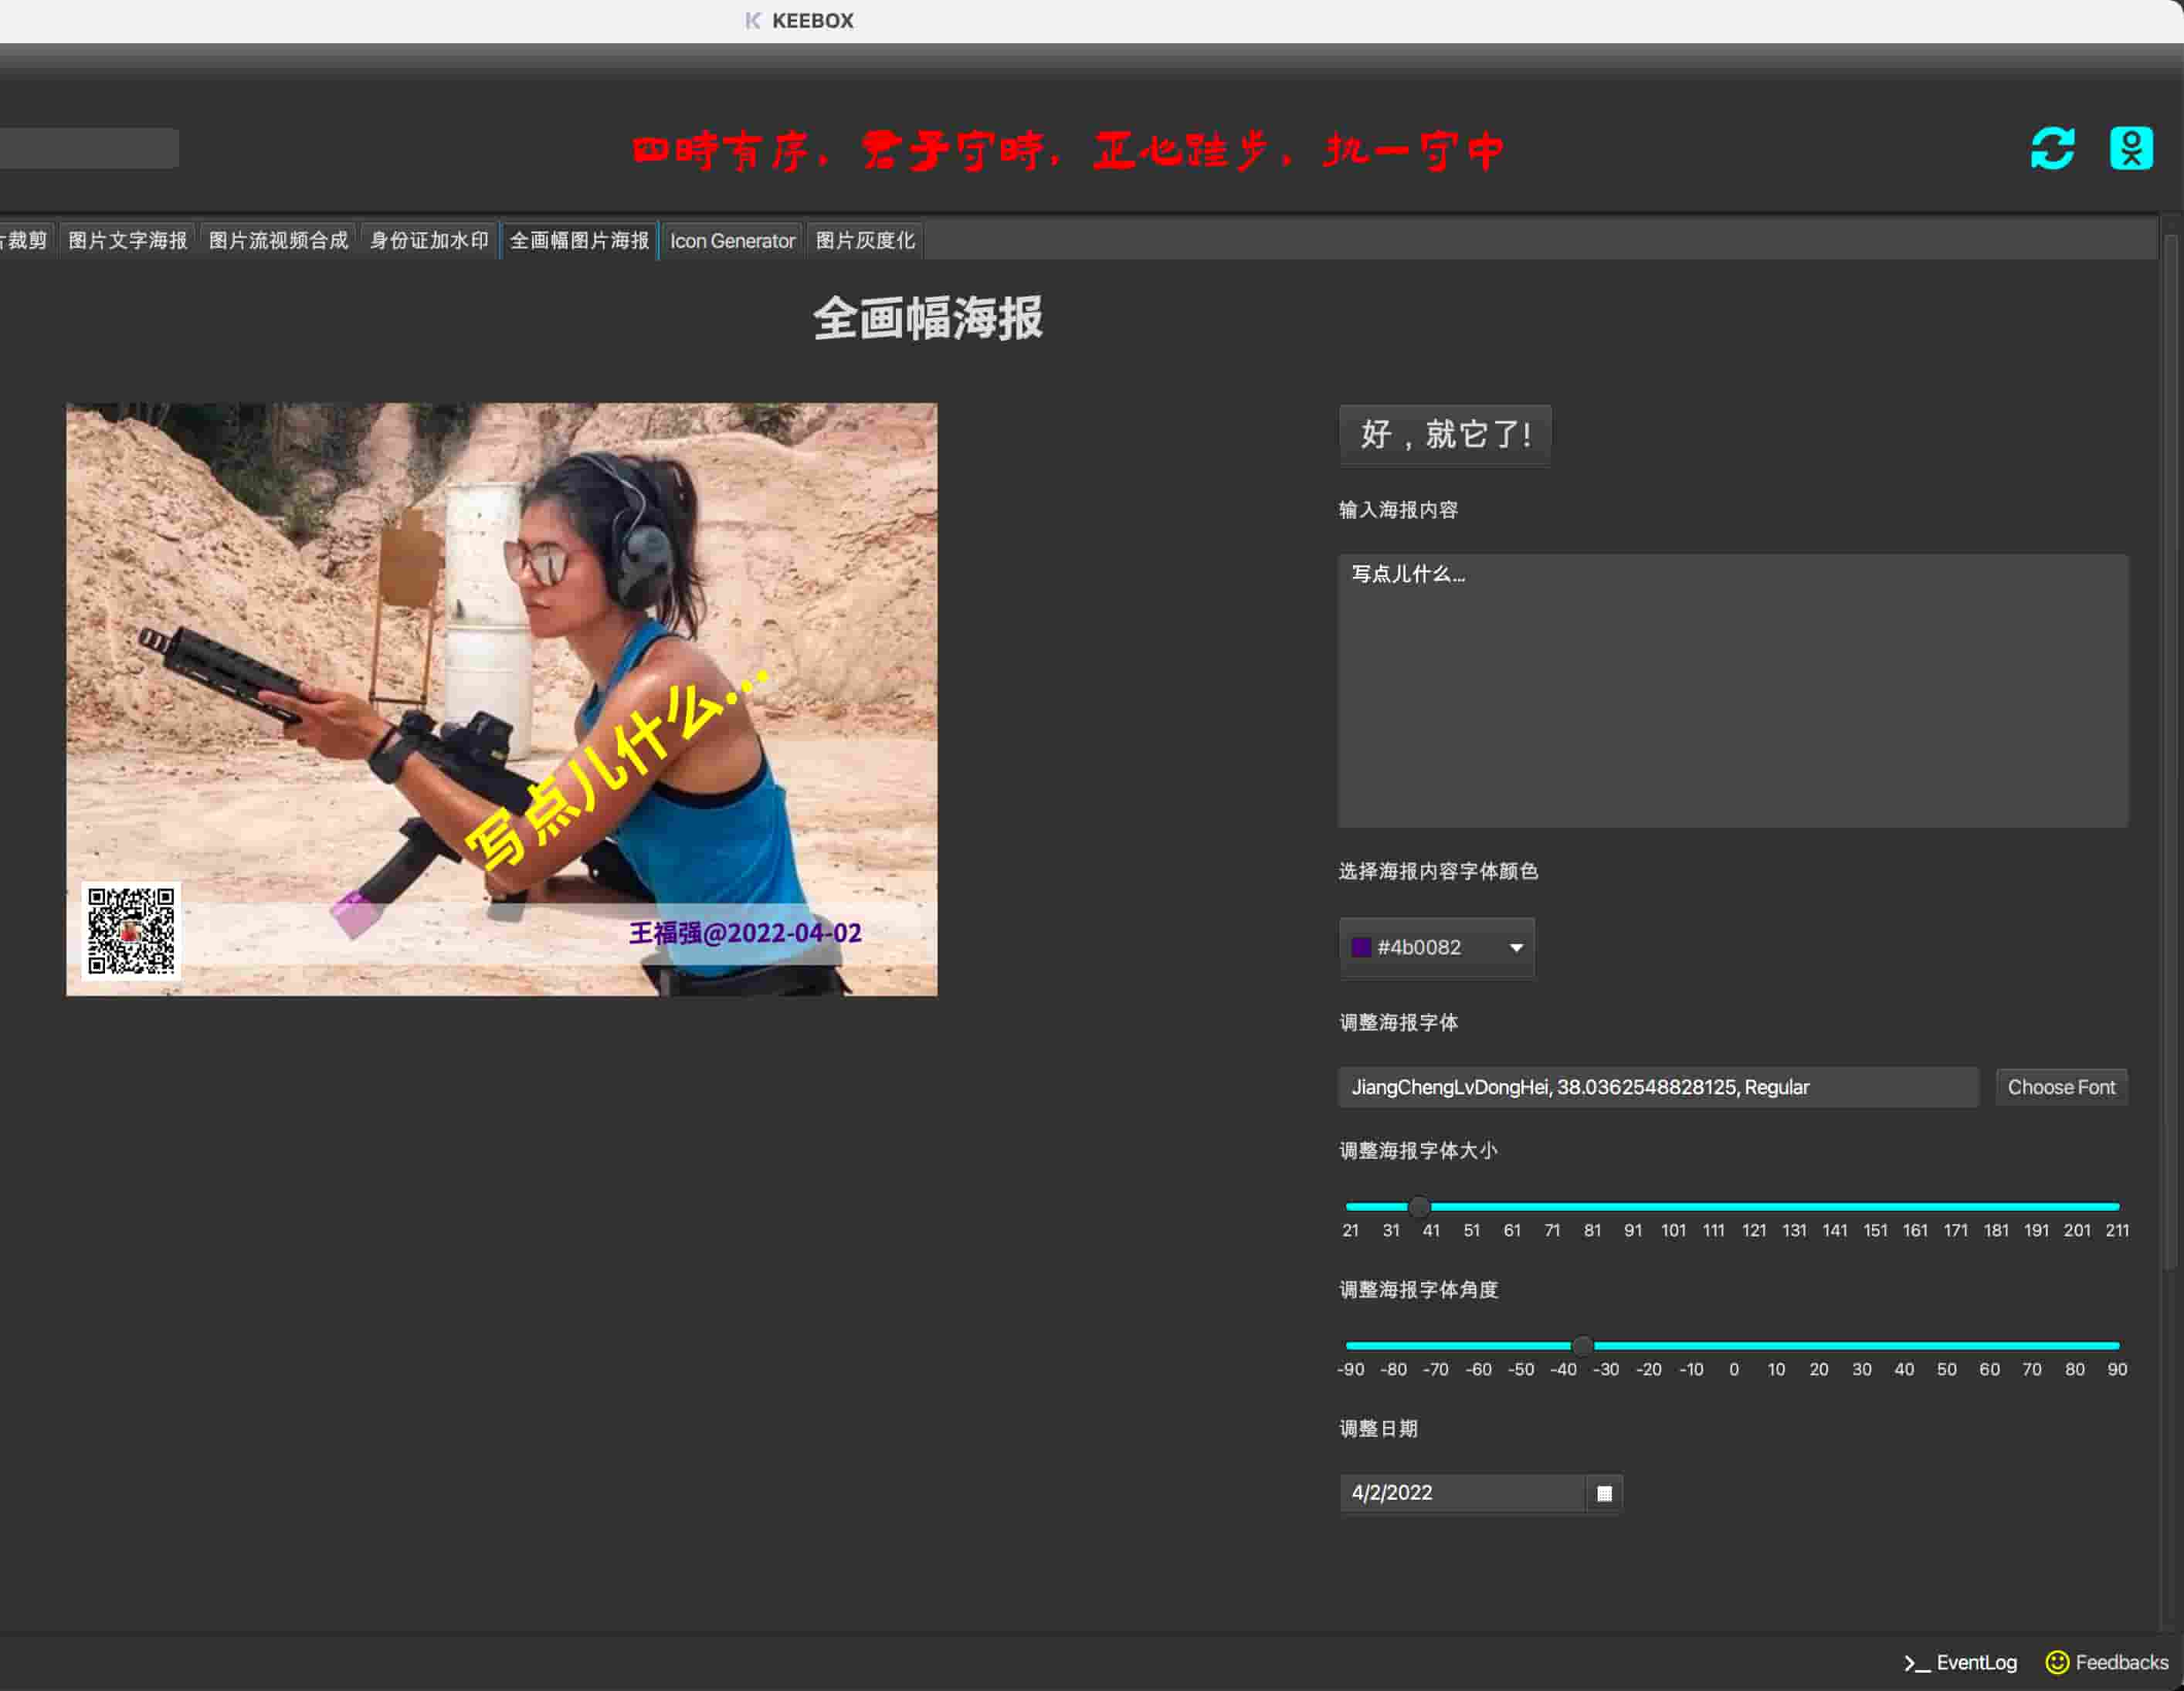 KEEBOX
四時有序，君子守時，正心跬步，执一守中
片裁剪 图片文字海报 图片流视频合成 身份证加水印 全画幅图片海报 Icon Generator 图片灰度化
全画幅海报
好，就它了!
输入海报内容
写点儿什么...
写点儿什么...
王福强@2022-04-02
选择海报内容字体颜色
#4b0082
调整海报字体
JiangChengLvDongHei, 38.0362548828125, Regular
Choose Font
调整海报字体大小
21 31 41 51 61 71 81 91 101 111 121 131 141 151 161 171 181 191 201 211
调整海报字体角度
-90 -80 -70 -60 -50 -40 -30 -20 -10 0 10 20 30 40 50 60 70 80 90
调整日期
4/2/2022
EventLog
Feedbacks